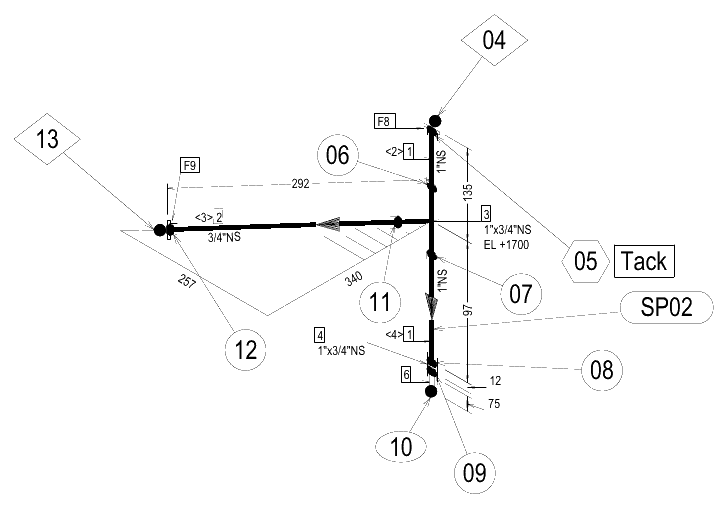 04
13
F8
<2> 1
1"NS
06
F9
292
135
<3> 2
3/4"NS
3
1"x3/4"NS
EL +1700
05
Tack
257
340
11
07
1"NS
97
SP02
12
4
1"x3/4"NS
<4> 1
08
6
12
75
10
09